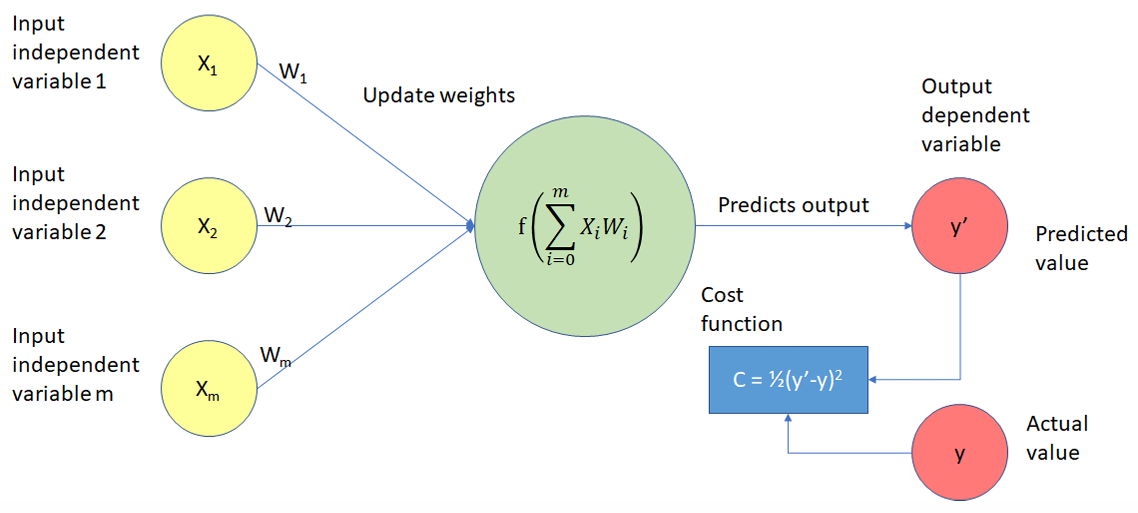 Input
independent
variable 1
X₁
W₁
Update weights
Input
independent
variable 2
X₂
W₂
Input
independent
variable m
Xₘ
Wₘ
f(∑ᵢ₌₀ᵐ XᵢWᵢ)
Predicts output
Output
dependent
variable
y’
Predicted
value
Cost
function
C = ½(y’-y)²
Actual
value
y